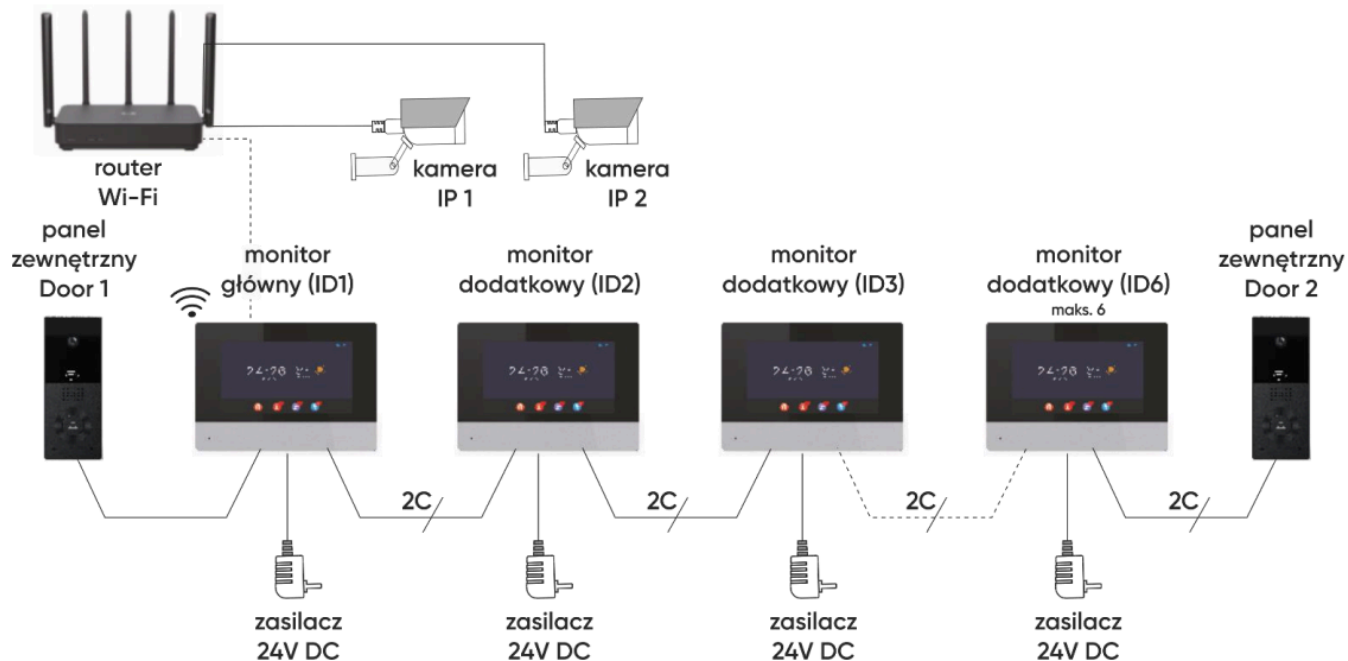 router
Wi-Fi
kamera
IP 1
kamera
IP 2
panel
zewnętrzny
Door 1
monitor
główny (ID1)
monitor
dodatkowy (ID2)
monitor
dodatkowy (ID3)
monitor
dodatkowy (ID6)
maks. 6
panel
zewnętrzny
Door 2
2C
2C
2C
2C
zasilacz
24V DC
zasilacz
24V DC
zasilacz
24V DC
zasilacz
24V DC